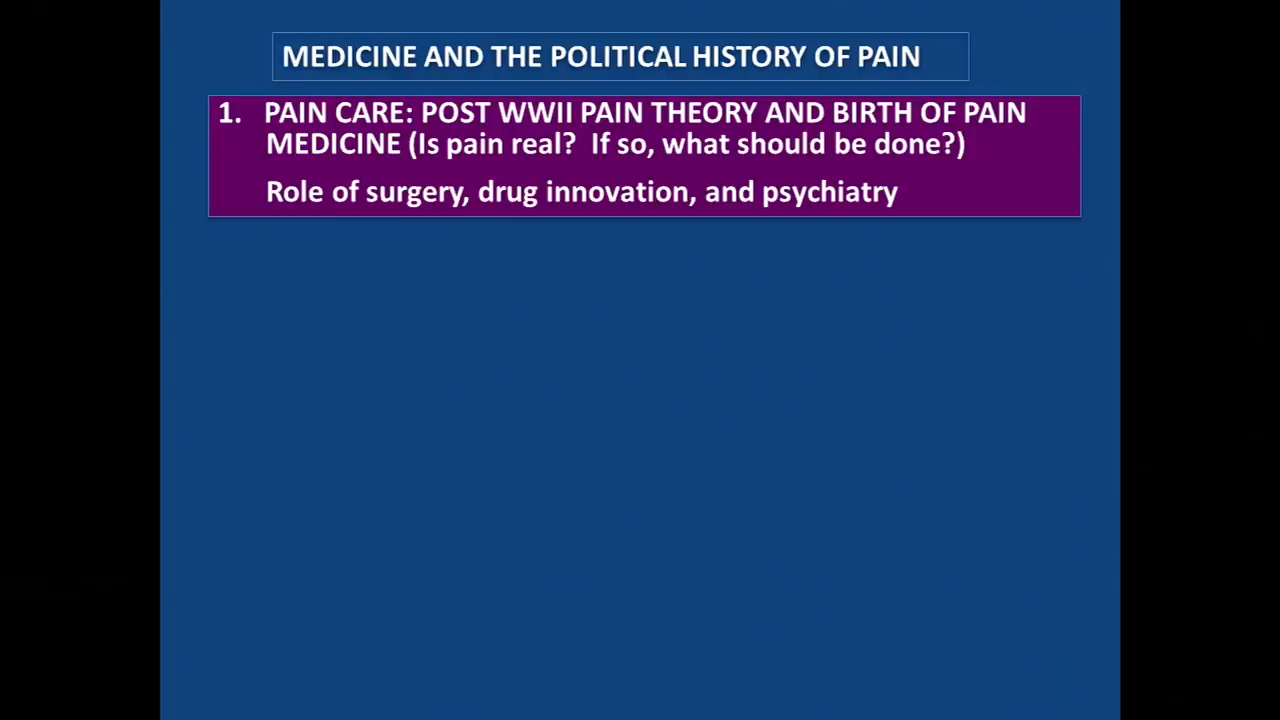 MEDICINE AND THE POLITICAL HISTORY OF PAIN
1. PAIN CARE: POST WWII PAIN THEORY AND BIRTH OF PAIN
MEDICINE (Is pain real? If so, what should be done?)
Role of surgery, drug innovation, and psychiatry